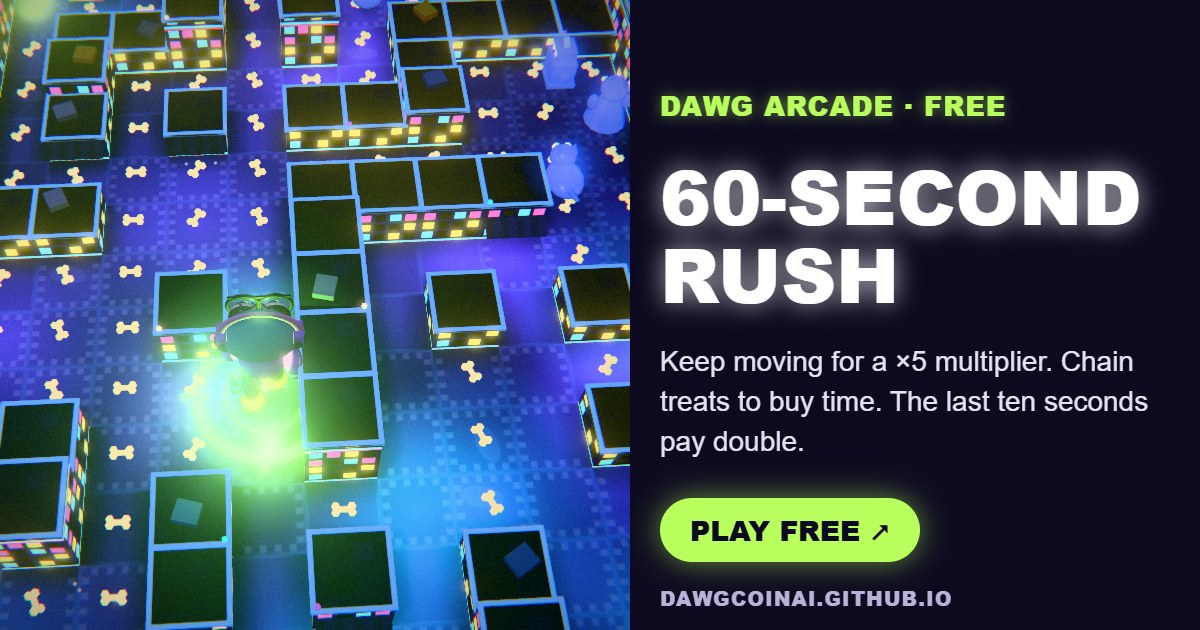 DAWG ARCADE · FREE
60-SECOND
RUSH
Keep moving for a ×5 multiplier. Chain
treats to buy time. The last ten seconds
pay double.
PLAY FREE ↗
DAWGCOINAI.GITHUB.IO